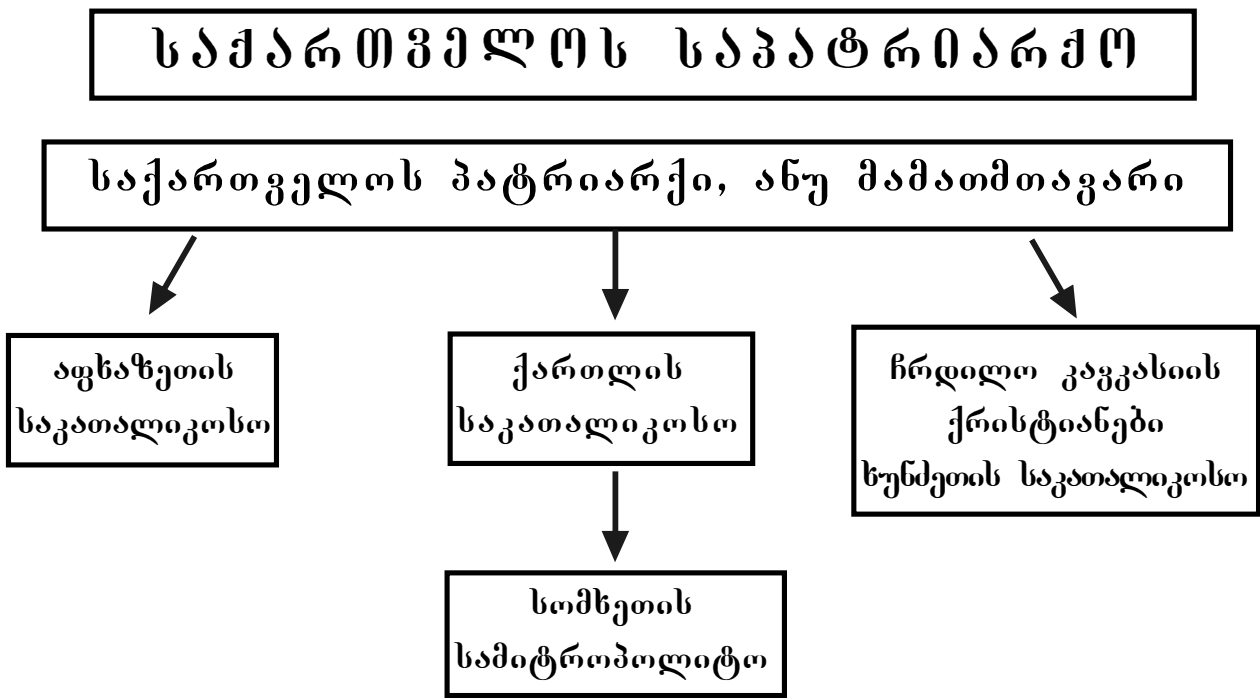 საქართველოს საპატრიარქო
საქართველოს პატრიარქი, ანუ მამათმთავარი
აფხაზეთის
საკათალიკოსო
ქართლის
საკათალიკოსო
ჩრდილო კავკასიის
ქრისტიანები
ხუნძეთის საკათალიკოსო
სომხეთის
სამიტროპოლიტო